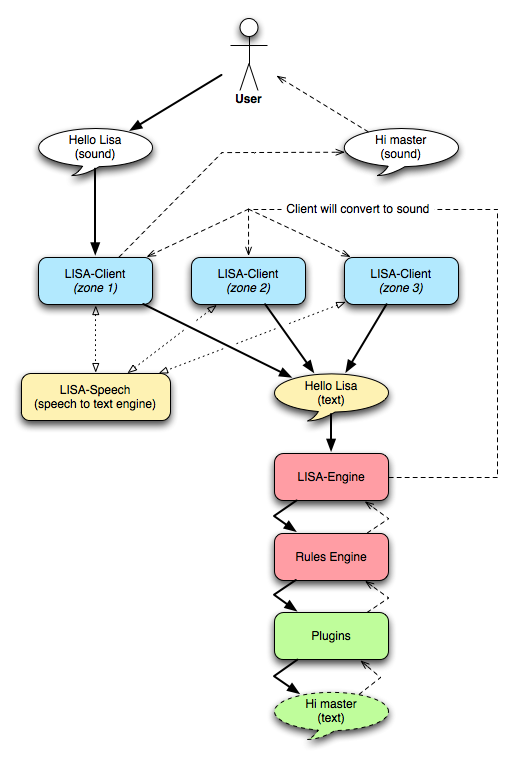 User
Hello Lisa
(sound)
Hi master
(sound)
Client will convert to sound
LISA-Client
(zone 1)
LISA-Client
(zone 2)
LISA-Client
(zone 3)
LISA-Speech
(speech to text engine)
Hello Lisa
(text)
LISA-Engine
Rules Engine
Plugins
Hi master
(text)